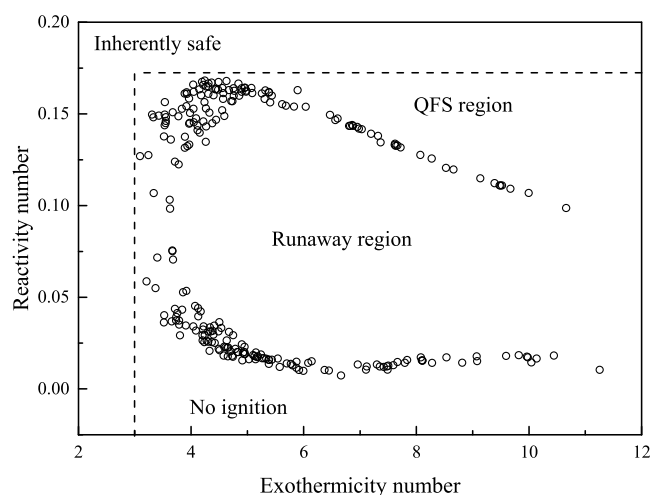 0.20
Inherently safe
QFS region
0.15
Reactivity number
0.10
Runaway region
0.05
0.00
No ignition
2 4 6 8 10 12
Exothermicity number